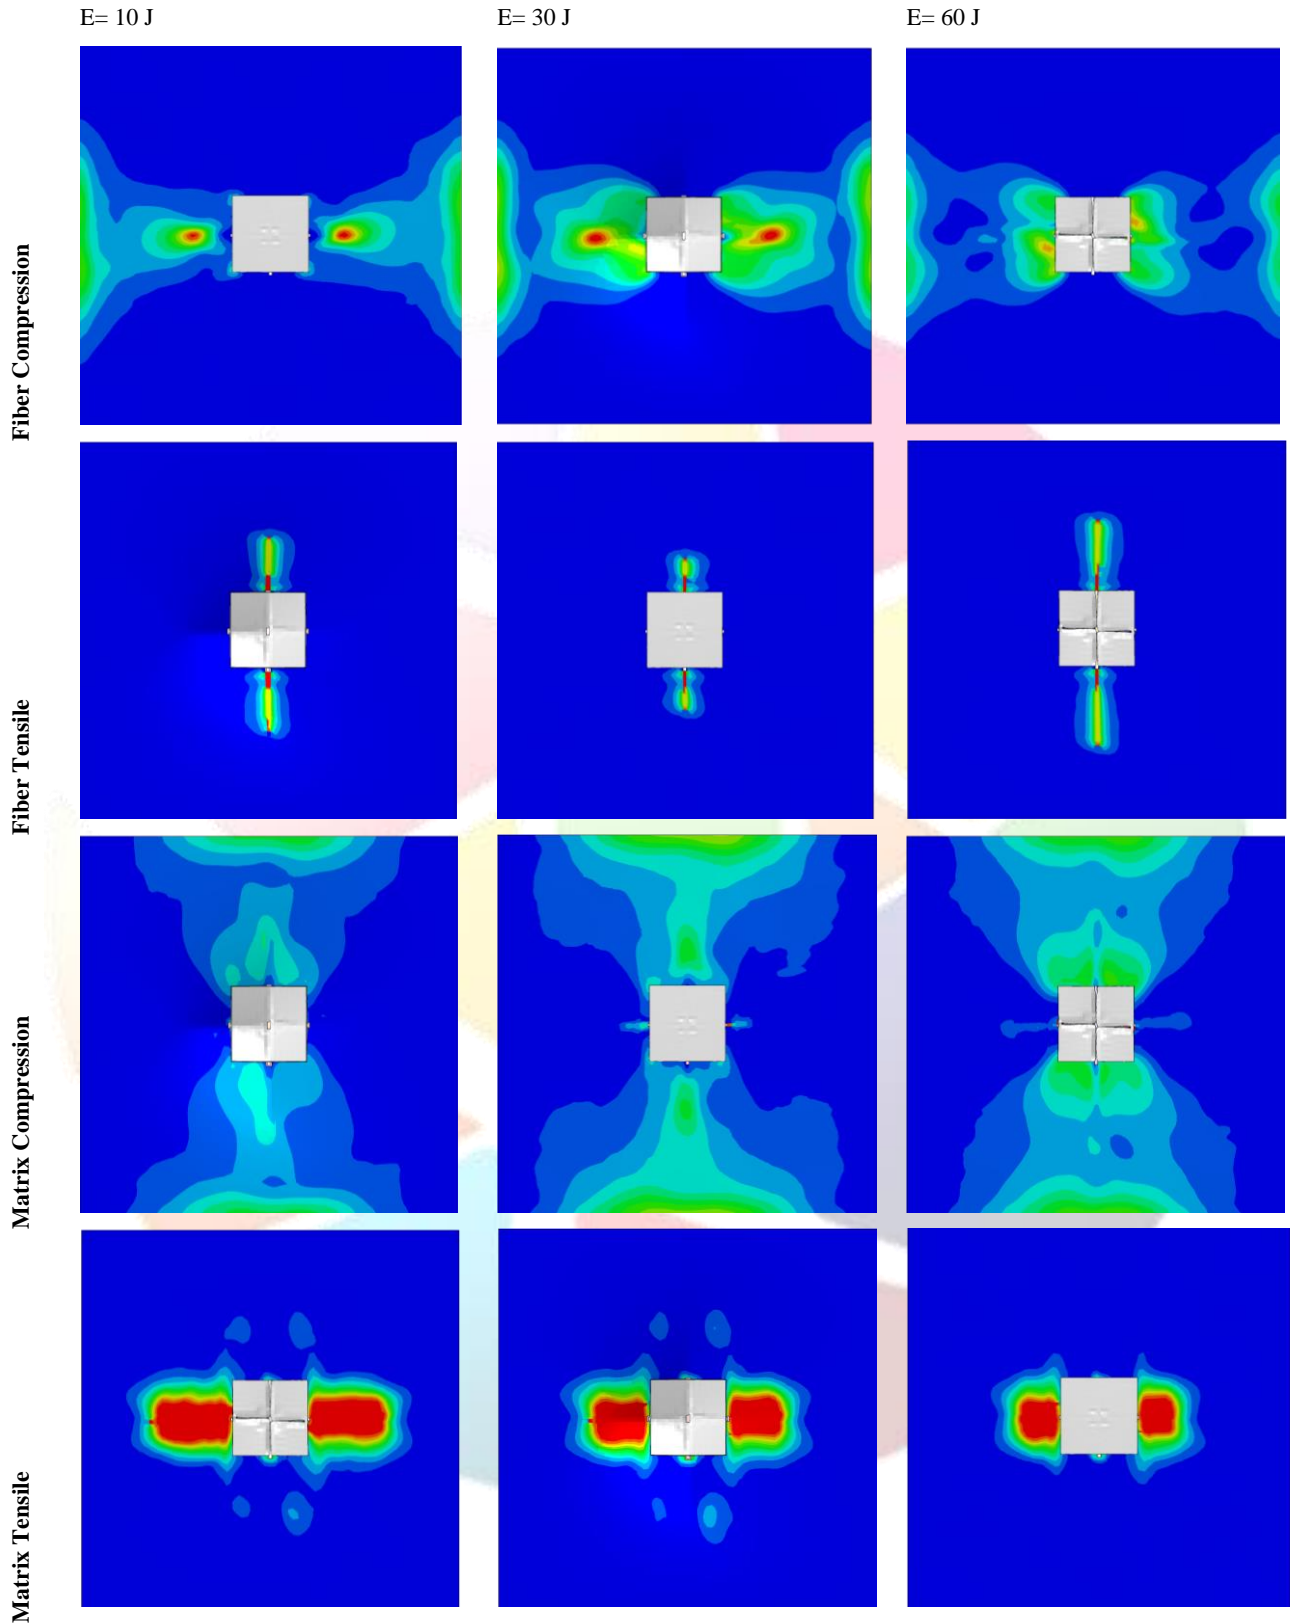 E= 10 J
E= 30 J
E= 60 J
Fiber Compression
Fiber Tensile
Matrix Compression
Matrix Tensile